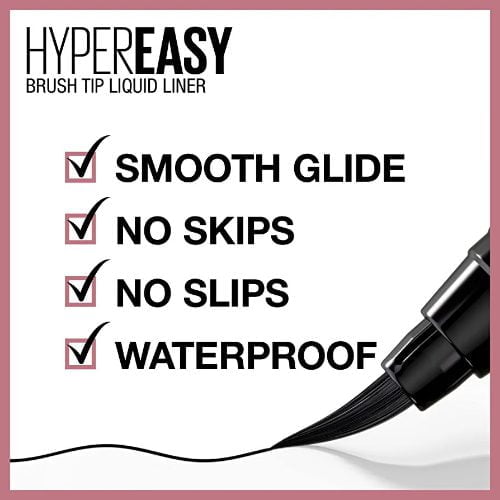 HYPEREASY
BRUSH TIP LIQUID LINER
SMOOTH GLIDE
NO SKIPS
NO SLIPS
WATERPROOF